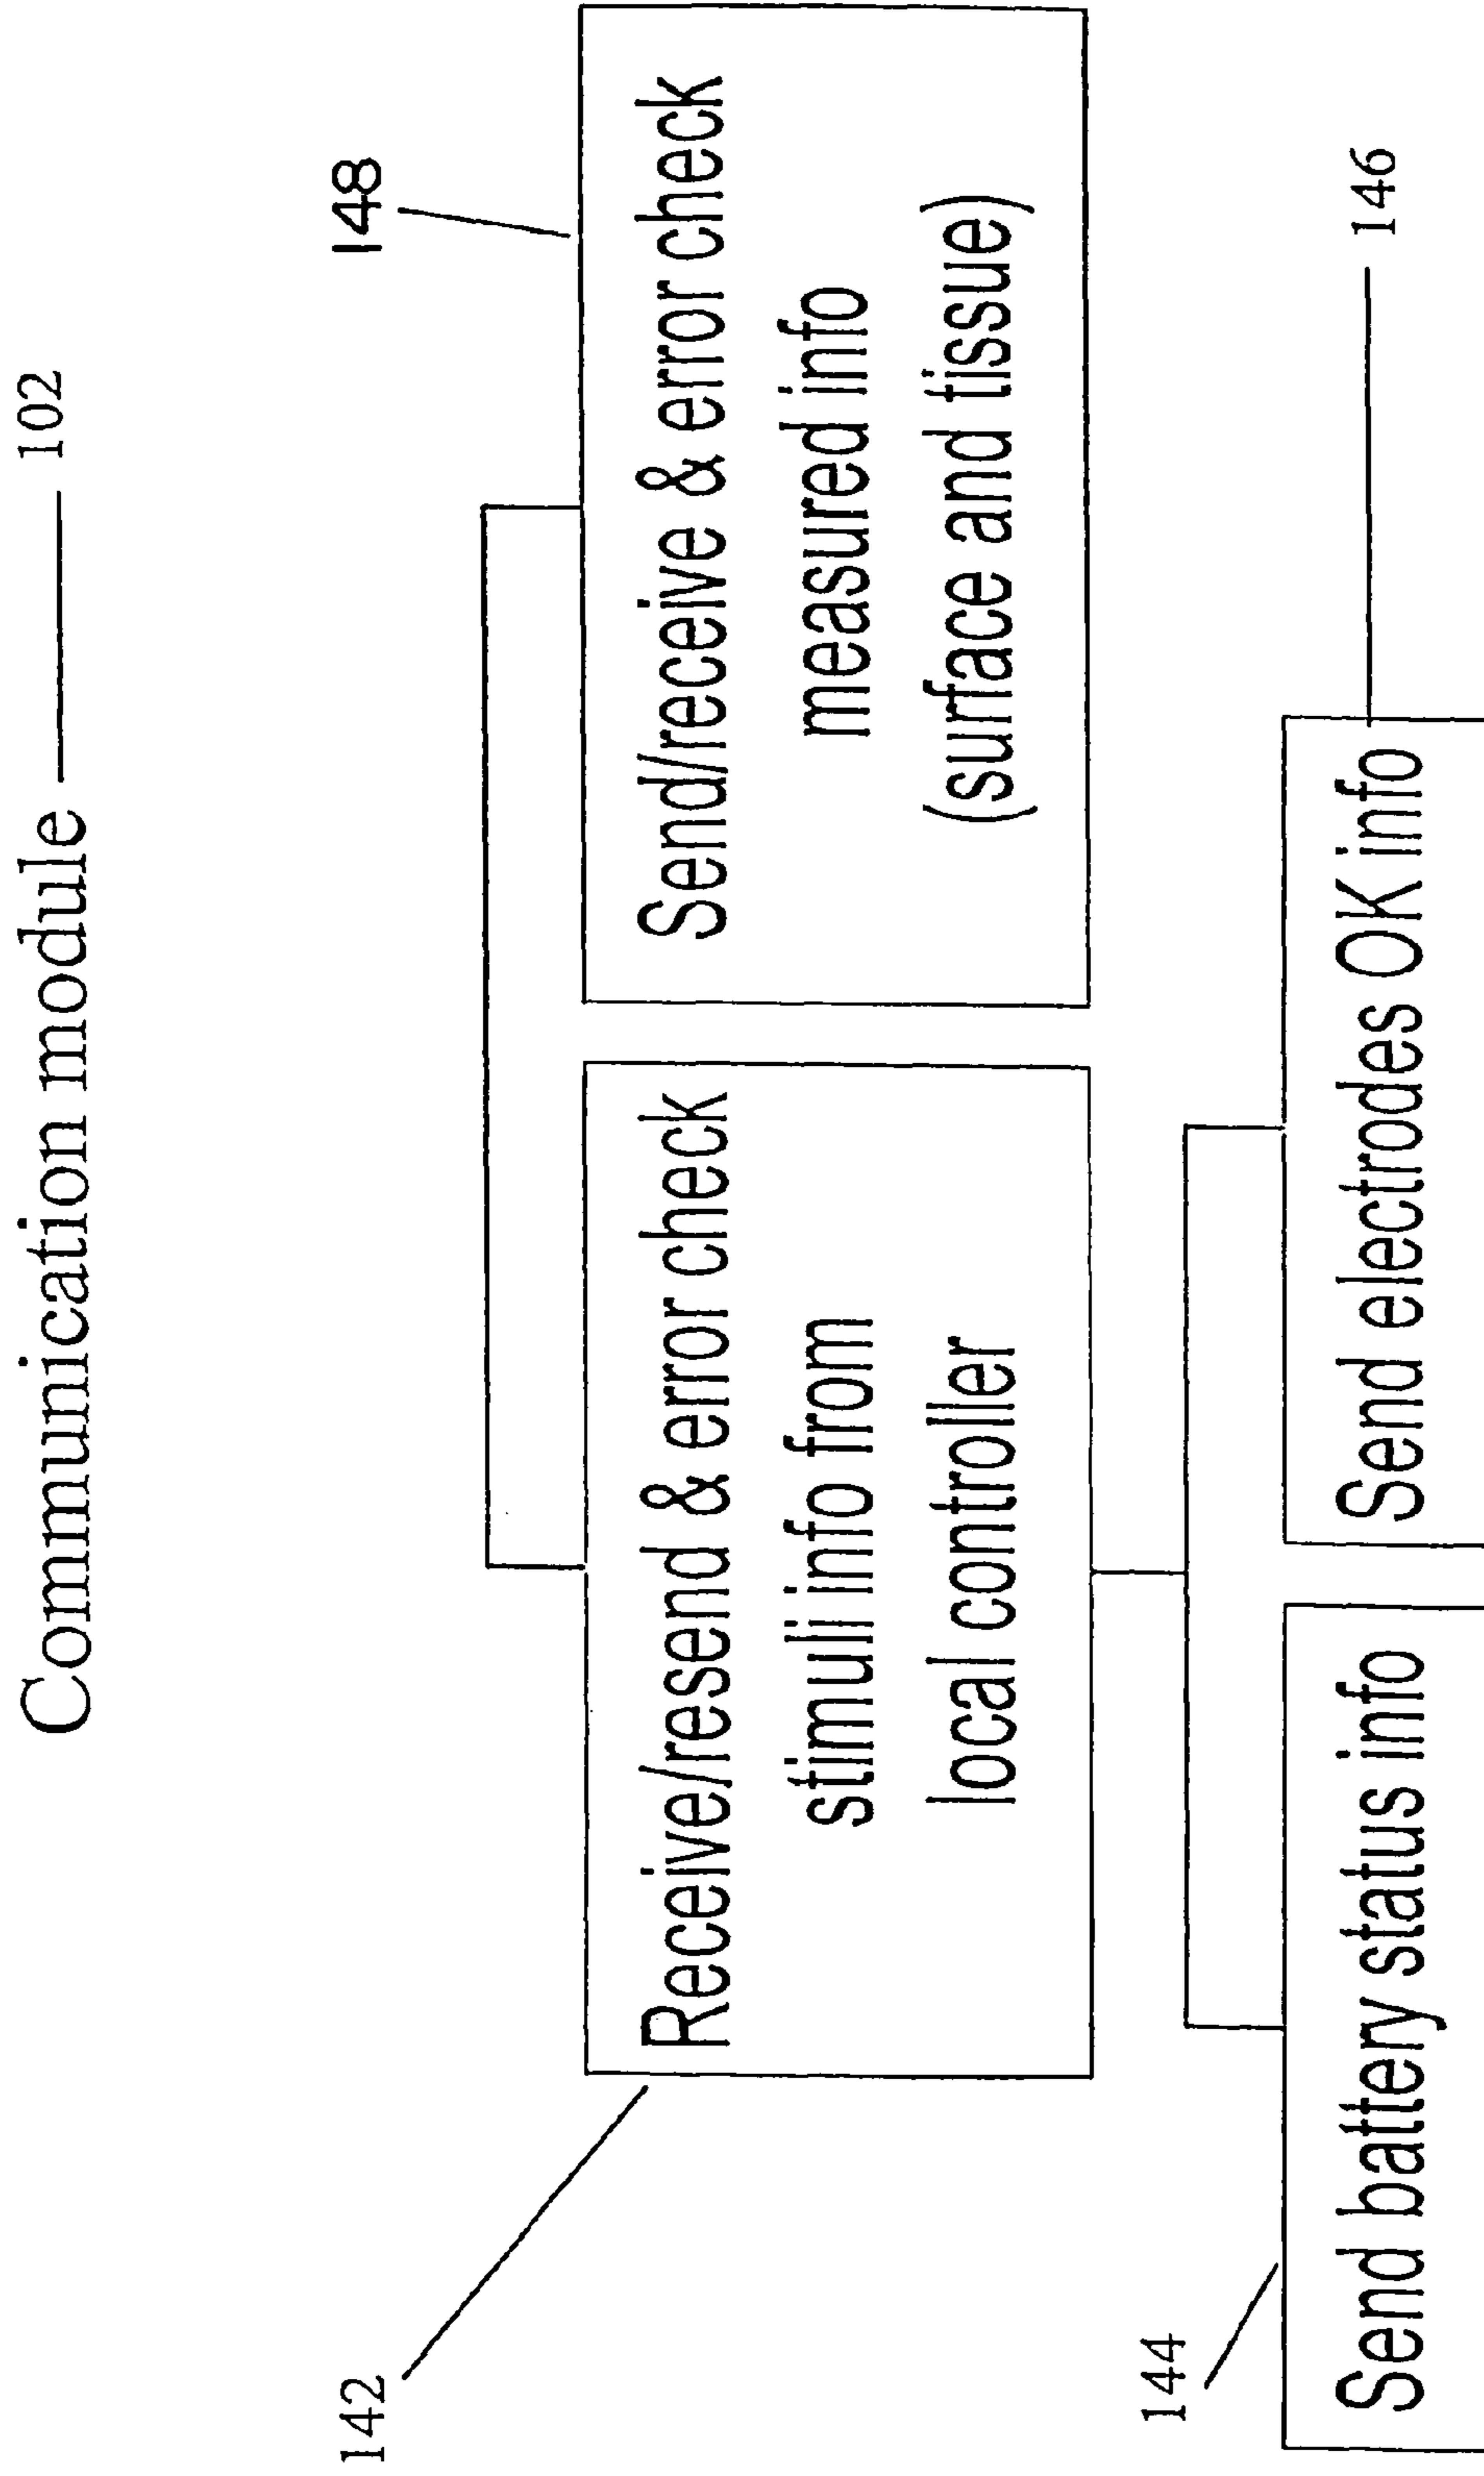 Communication module 102
142
148
Receive/resend & error check
stimuli info from
local controller
Send/receive & error check
measured info
(surface and tissue)
144
146
Send battery status info
Send electrodes OK info